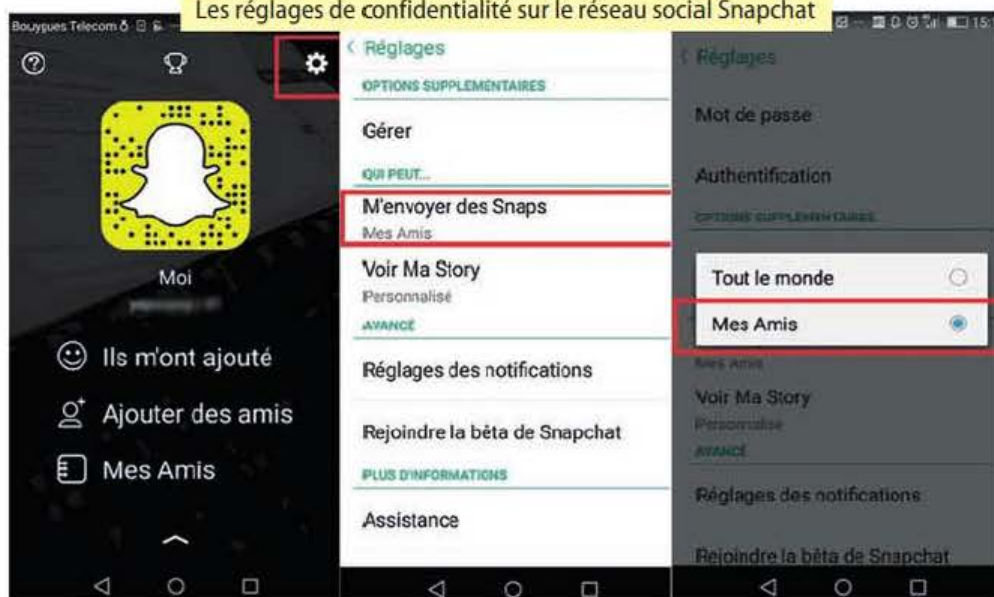 Les réglages de confidentialité sur le réseau social Snapchat
Bouygues Telecom
Moi
Ils m'ont ajouté
Ajouter des amis
Mes Amis
Réglages
OPTIONS SUPPLÉMENTAIRES
Gérer
QUI PEUT...
M'envoyer des Snaps
Mes Amis
Voir Ma Story
Personnalisé
AVANCÉ
Réglages des notifications
Rejoindre la bêta de Snapchat
PLUS D'INFORMATIONS
Assistance
Réglages
Mot de passe
Authentification
OPTIONS SUPPLÉMENTAIRES
Tout le monde
Mes Amis
Mes Amis
Voir Ma Story
Personnalisé
AVANCÉ
Réglages des notifications
Rejoindre la bêta de Snapchat